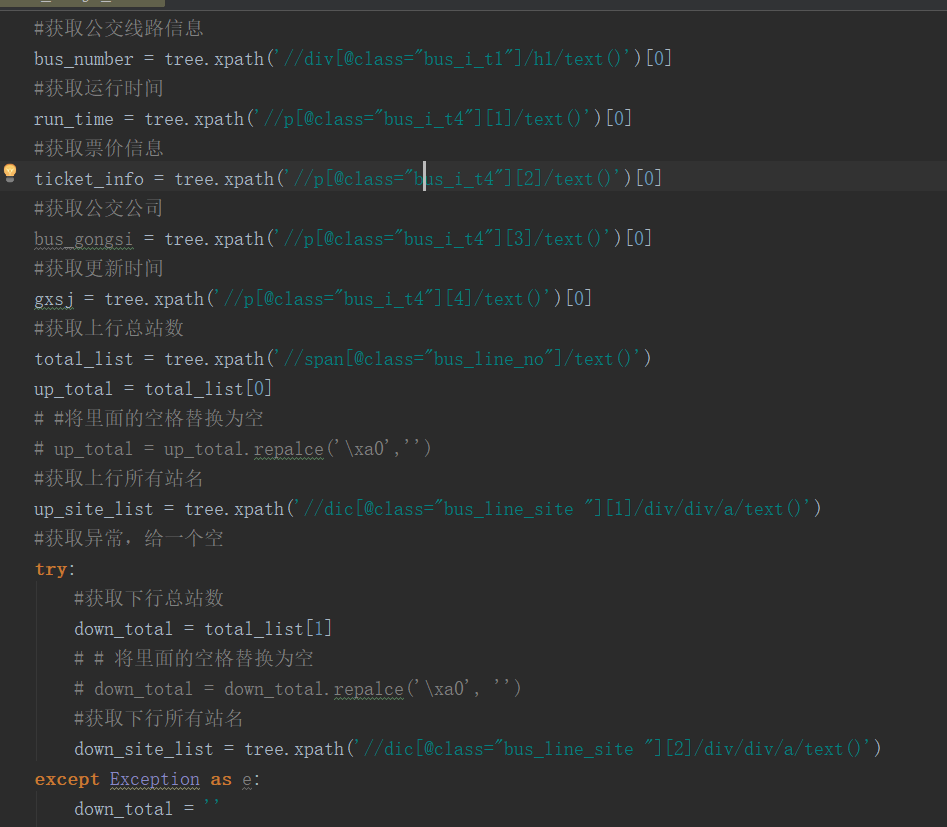 #获取公交线路信息
bus_number = tree.xpath('//div[@class="bus_i_t1"]/h1/text()')[0]
#获取运行时间
run_time = tree.xpath('//p[@class="bus_i_t4"][1]/text()')[0]
#获取票价信息
ticket_info = tree.xpath('//p[@class="bus_i_t4"][2]/text()')[0]
#获取公交公司
bus_gongsi = tree.xpath('//p[@class="bus_i_t4"][3]/text()')[0]
#获取更新时间
gxsj = tree.xpath('//p[@class="bus_i_t4"][4]/text()')[0]
#获取上行总站数
total_list = tree.xpath('//span[@class="bus_line_no"]/text()')
up_total = total_list[0]
# #将里面的空格替换为空
# up_total = up_total.repalce('\xa0','')
#获取上行所有站名
up_site_list = tree.xpath('//dic[@class="bus_line_site "][1]/div/div/a/text()')
#获取异常，给一个空
try:
    #获取下行总站数
    down_total = total_list[1]
    # # 将里面的空格替换为空
    # down_total = down_total.repalce('\xa0', '')
    #获取下行所有站名
    down_site_list = tree.xpath('//dic[@class="bus_line_site "][2]/div/div/a/text()')
except Exception as e:
    down_total = ''